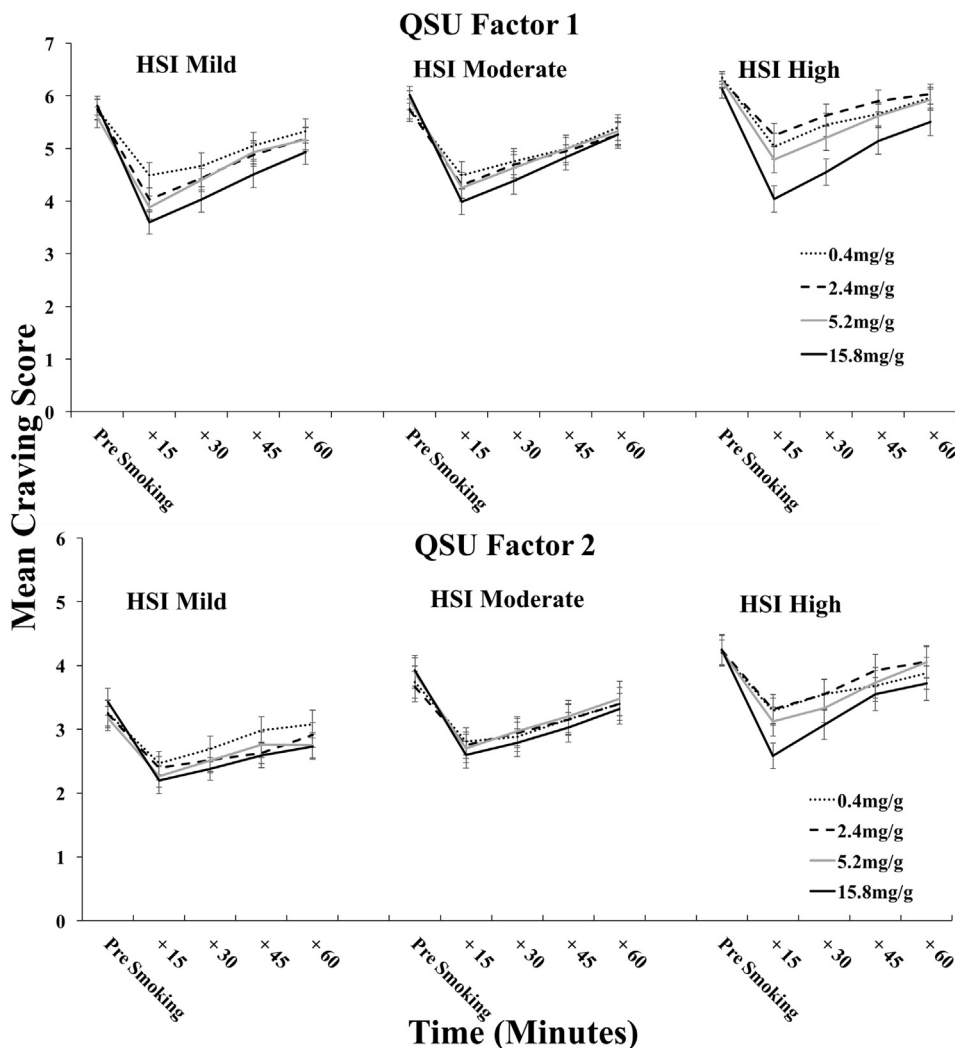 QSU Factor 1
HSI Mild
HSI Moderate
HSI High
7
6
5
4
3
2
1
0
0.4mg/g
2.4mg/g
5.2mg/g
15.8mg/g
Pre Smoking
+ 15
+ 30
+ 45
+ 60
Pre Smoking
+ 15
+ 30
+ 45
+ 60
Pre Smoking
+ 15
+ 30
+ 45
+ 60
Mean Craving Score
QSU Factor 2
HSI Mild
HSI Moderate
HSI High
6
5
4
3
2
1
0
0.4mg/g
2.4mg/g
5.2mg/g
15.8mg/g
Pre Smoking
+ 15
+ 30
+ 45
+ 60
Pre Smoking
+ 15
+ 30
+ 45
+ 60
Pre Smoking
+ 15
+ 30
+ 45
+ 60
Time (Minutes)